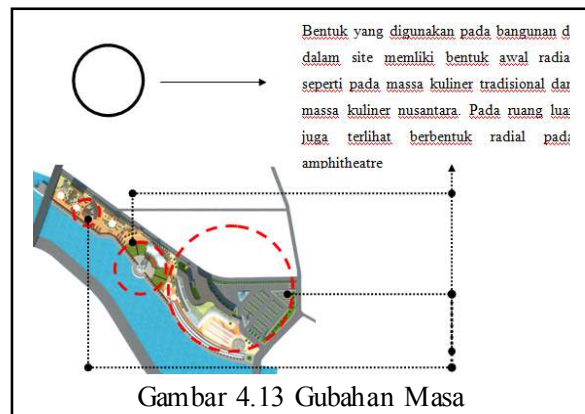 Bentuk yang digunakan pada bangunan d
dalam site memliki bentuk awal radia
seperti pada massa kuliner tradisional dan
massa kuliner nusantara. Pada ruang luar
juga terlihat berbentuk radial pada
amphitheatre
Gambar 4.13 Gubahan Masa